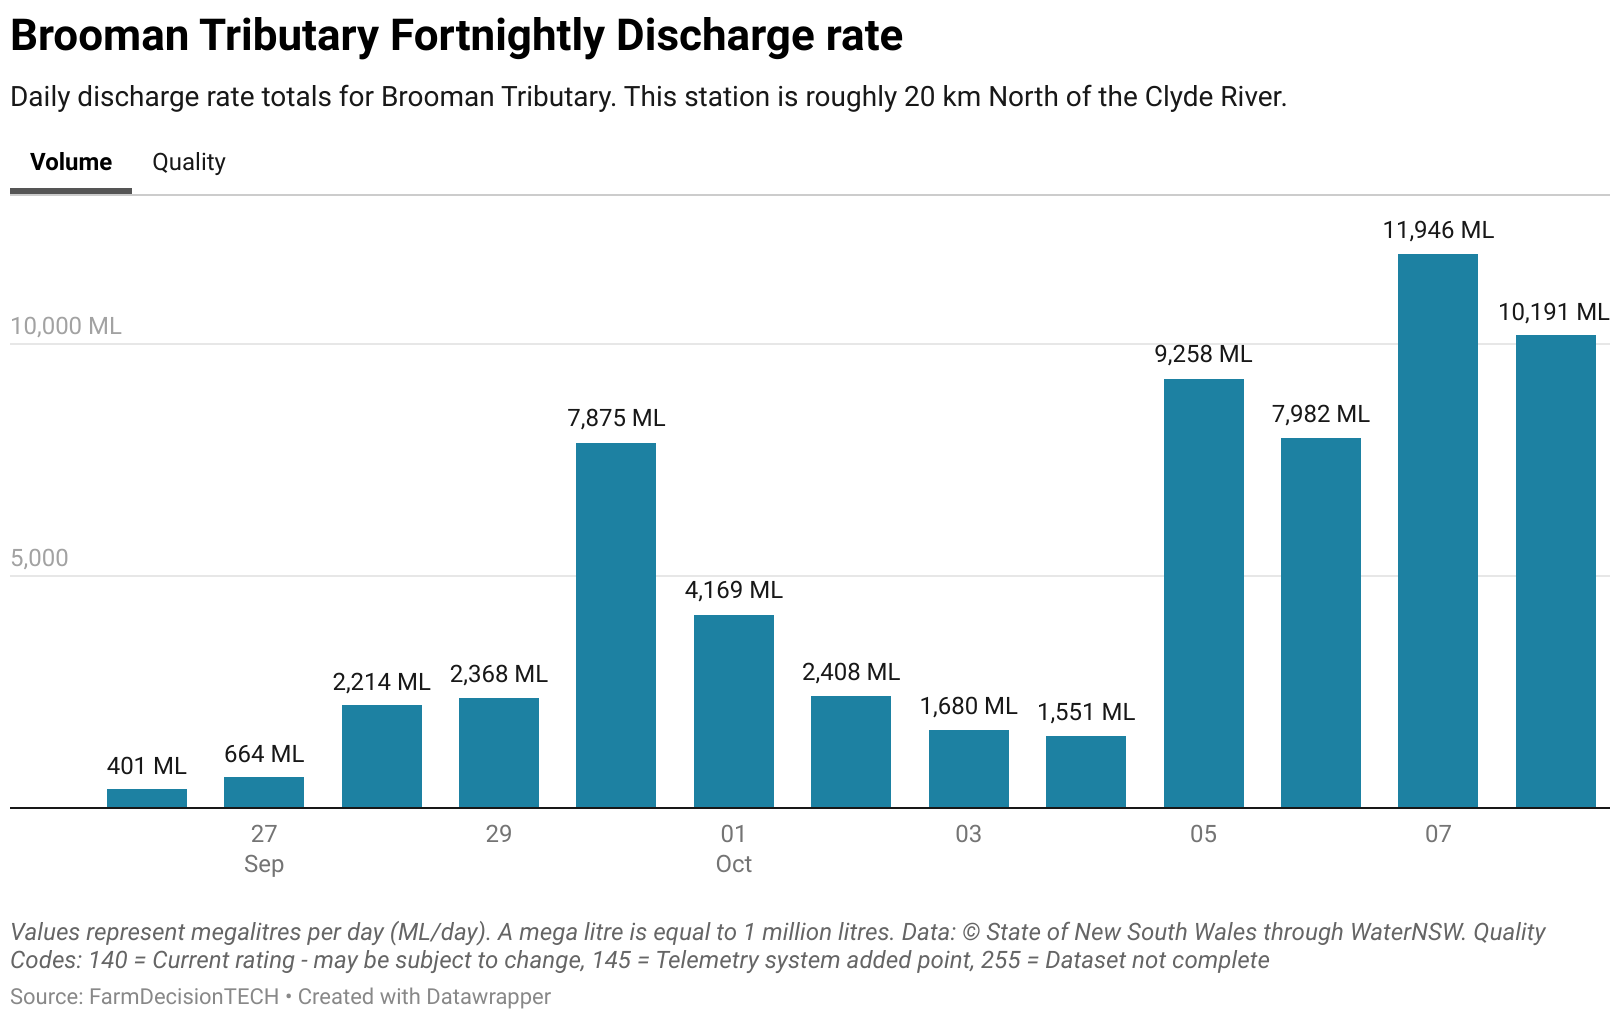 Brooman Tributary Fortnightly Discharge rate
Daily discharge rate totals for Brooman Tributary. This station is roughly 20 km North of the Clyde River.
Volume Quality
11,946 ML
10,191 ML
10,000 ML
9,258 ML
7,982 ML
7,875 ML
5,000
4,169 ML
2,408 ML
2,368 ML
2,214 ML
1,680 ML
1,551 ML
664 ML
401 ML
27 29 01 03 05 07
Sep Oct
Values represent megalitres per day (ML/day). A mega litre is equal to 1 million litres. Data: © State of New South Wales through WaterNSW. Quality
Codes: 140 = Current rating - may be subject to change, 145 = Telemetry system added point, 255 = Dataset not complete
Source: FarmDecisionTECH • Created with Datawrapper